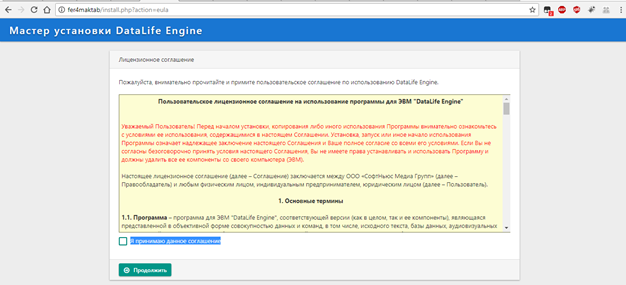 fer4maktab/install.php?action=eula
Мастер установки DataLife Engine
Лицензионное соглашение
Пожалуйста, внимательно прочитайте и примите пользовательское соглашение по использованию DataLife Engine.
Пользовательское лицензионное соглашение на использование программы для ЭВМ "DataLife Engine"
Уважаемый Пользователь! Перед началом установки, копирования либо иного использования Программы внимательно ознакомьтесь
с условиями ее использования, содержащимися в настоящем Соглашении. Установка, запуск или иное начало использования
Программы означает надлежащее заключение настоящего Соглашения и Ваше полное согласие со всеми его условиями. Если Вы не
согласны безоговорочно принять условия настоящего Соглашения, Вы не имеете права устанавливать и использовать Программу и
должны удалить все ее компоненты со своего компьютера (ЭВМ).
Настоящее лицензионное соглашение (далее – Соглашение) заключается между ООО «СофтНьюс Медиа Групп» (далее –
Правообладатель) и любым физическим лицом, индивидуальным предпринимателем, юридическим лицом (далее – Пользователь).
1. Основные термины
1.1. Программа – программа для ЭВМ "DataLife Engine", соответствующей версии (как в целом, так и ее компоненты), являющаяся
представленной в объективной форме совокупностью данных и команд, в том числе, исходного текста, базы данных, аудиовизуальных
Я принимаю данное соглашение
Продолжить